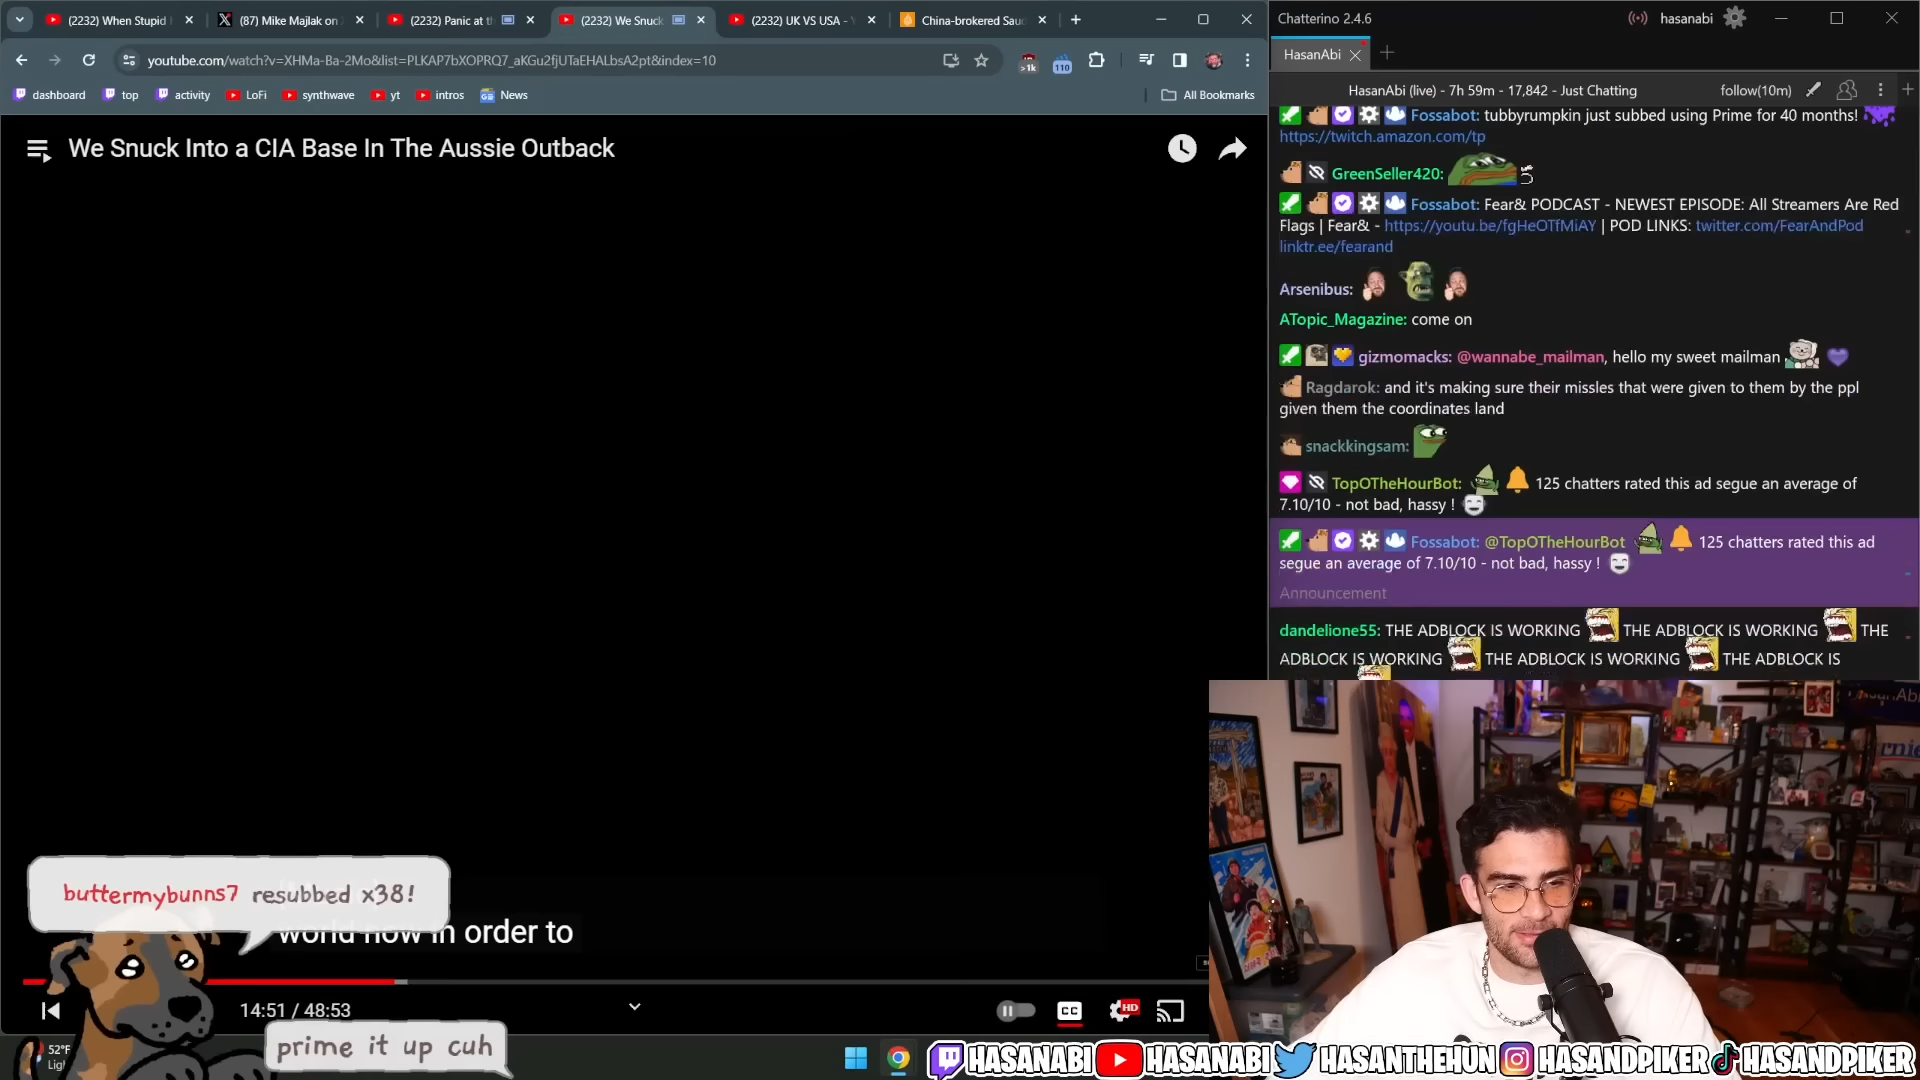 (2232) When Stupid
(87) Mike Majlak on
(2232) Panic at th
(2232) We Snuck
(2232) UK VS USA -
China-brokered Sau
youtube.com/watch?v=XHMa-Ba-2Mo&list=PLKAP7bXOPRQ7_aKGu2fjUTaEHALbsA2pt&index=10
>1k
110
dashboard
top
activity
LoFi
synthwave
yt
intros
News
All Bookmarks
We Snuck Into a CIA Base In The Aussie Outback
buttermybunns7 resubbed x38!
world now in order to
14:51 / 48:53
CC
HD
prime it up cuh
52°F
Chatterino 2.4.6
hasanabi
HasanAbi
HasanAbi (live) - 7h 59m - 17,842 - Just Chatting
follow(10m)
Fossabot: tubbyrumpkin just subbed using Prime for 40 months!
https://twitch.amazon.com/tp
GreenSeller420:
Fossabot: Fear& PODCAST - NEWEST EPISODE: All Streamers Are Red
Flags | Fear& - https://youtu.be/fgHeOTfMiAY | POD LINKS: twitter.com/FearAndPod
linktr.ee/fearand
Arsenibus:
ATopic_Magazine: come on
gizmomacks: @wannabe_mailman, hello my sweet mailman
Ragdarok: and it's making sure their missles that were given to them by the ppl
given them the coordinates land
snackkingsam:
TopOTheHourBot: 125 chatters rated this ad segue an average of
7.10/10 - not bad, hassy !
Fossabot: @TopOTheHourBot 125 chatters rated this ad
segue an average of 7.10/10 - not bad, hassy !
Announcement
dandelione55: THE ADBLOCK IS WORKING THE ADBLOCK IS WORKING THE
ADBLOCK IS WORKING THE ADBLOCK IS WORKING THE ADBLOCK IS
HASANABI HASANABI HASANTHEHUN HASANDPIKER HASANDPIKER